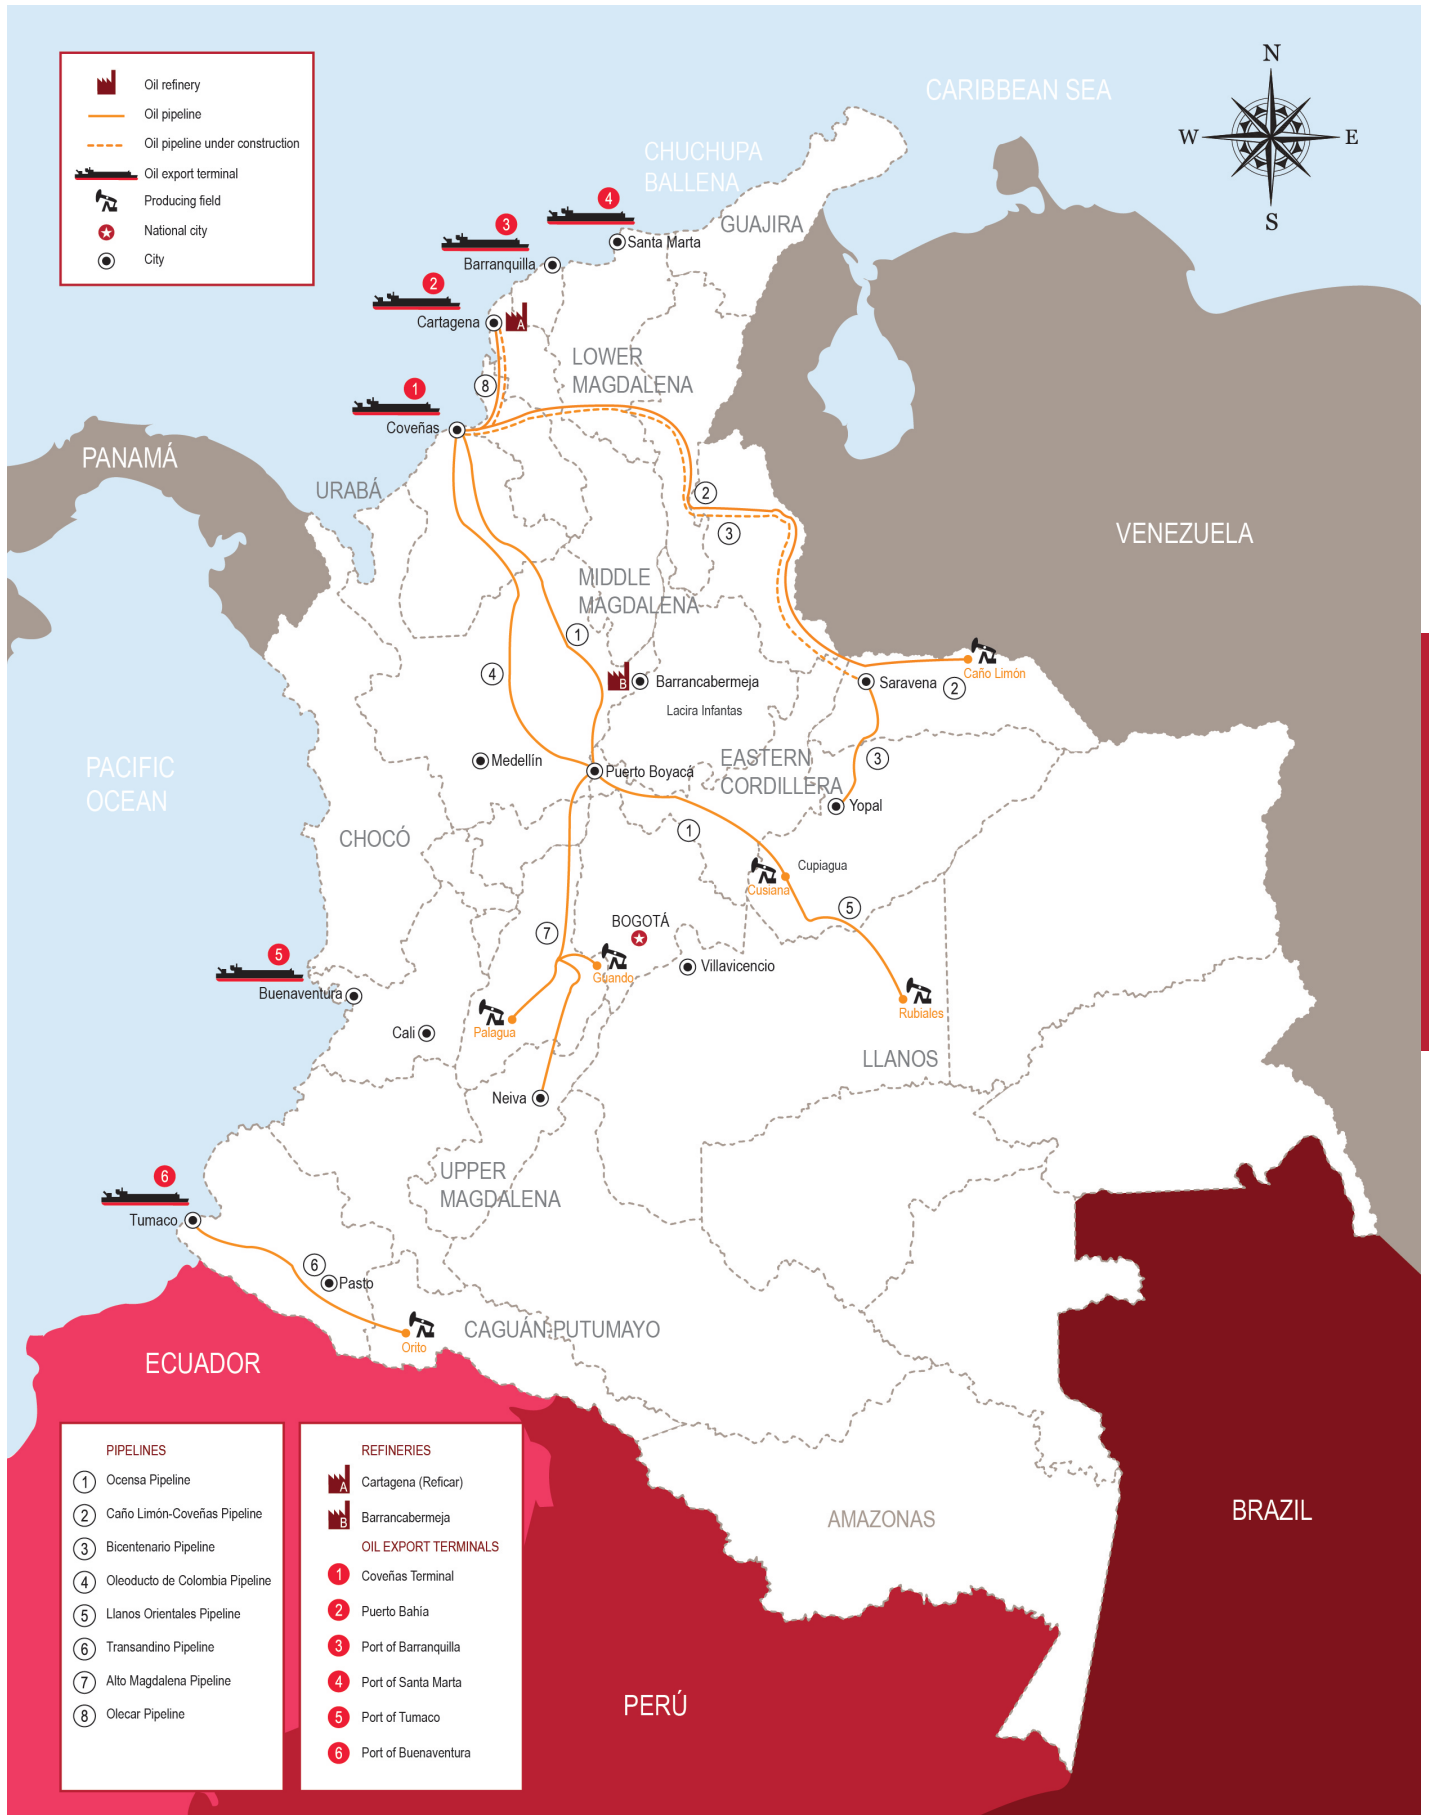 N
W
E
S
Oil refinery
Oil pipeline
Oil pipeline under construction
Oil export terminal
Producing field
National city
City
CARIBBEAN SEA
CHUCHUPA
BALLENA
GUAJIRA
4
Santa Marta
3
Barranquilla
2
Cartagena
A
LOWER
MAGDALENA
8
1
Coveñas
PANAMÁ
URABÁ
2
3
VENEZUELA
MIDDLE
MAGDALENA
1
4
B
Barrancabermeja
Lacira Infantas
Caño Limón
Saravena
2
Medellín
Puerto Boyacá
EASTERN
CORDILLERA
3
Yopal
PACIFIC
OCEAN
CHOCÓ
1
Cupiagua
Cusiana
5
BOGOTÁ
7
Villavicencio
Guando
5
Buenaventura
Palagua
Cali
Rubiales
LLANOS
Neiva
UPPER
MAGDALENA
6
Tumaco
6
Pasto
Orito
CAGUÁN-PUTUMAYO
ECUADOR
AMAZONAS
BRAZIL
PERÚ
PIPELINES
1 Ocensa Pipeline
2 Caño Limón-Coveñas Pipeline
3 Bicentenario Pipeline
4 Oleoducto de Colombia Pipeline
5 Llanos Orientales Pipeline
6 Transandino Pipeline
7 Alto Magdalena Pipeline
8 Olecar Pipeline
REFINERIES
A Cartagena (Reficar)
B Barrancabermeja
OIL EXPORT TERMINALS
1 Coveñas Terminal
2 Puerto Bahía
3 Port of Barranquilla
4 Port of Santa Marta
5 Port of Tumaco
6 Port of Buenaventura